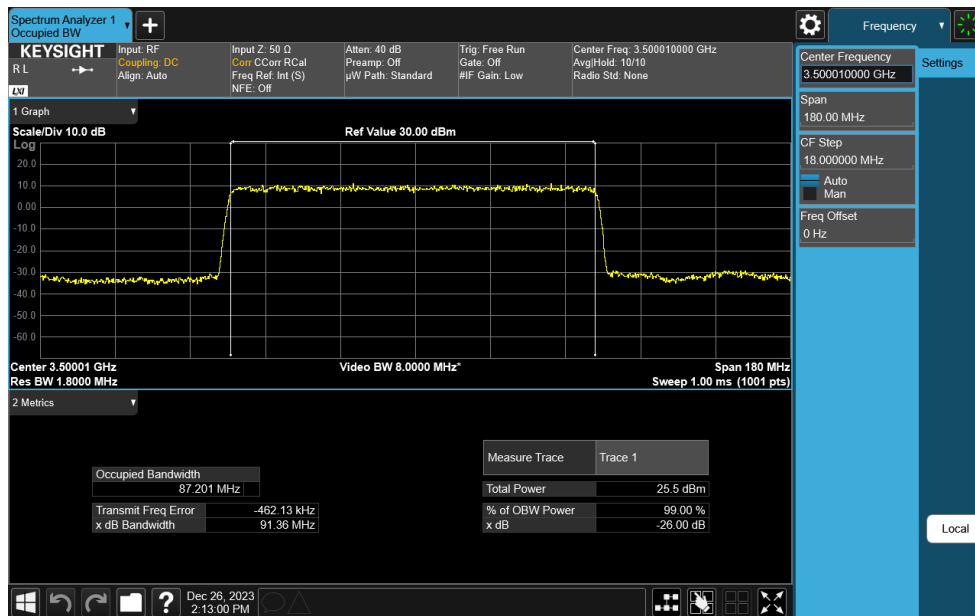 Spectrum Analyzer 1
Occupied BW
Frequency
KEYSIGHT
R L
LXI
Input: RF
Coupling: DC
Align: Auto
Input Z: 50 Ω
Corr CCorr RCal
Freq Ref: Int (S)
NFE: Off
Atten: 40 dB
Preamp: Off
µW Path: Standard
Trig: Free Run
Gate: Off
#IF Gain: Low
Center Freq: 3.500010000 GHz
Avg|Hold: 10/10
Radio Std: None
Center Frequency
3.500010000 GHz
Settings
Span
180.00 MHz
CF Step
18.000000 MHz
Auto
Man
Freq Offset
0 Hz
Local
1 Graph
Scale/Div 10.0 dB
Ref Value 30.00 dBm
Log
20.0
10.0
0.00
-10.0
-20.0
-30.0
-40.0
-50.0
-60.0
Center 3.50001 GHz
Video BW 8.0000 MHz*
Span 180 MHz
Res BW 1.8000 MHz
Sweep 1.00 ms (1001 pts)
2 Metrics
Measure Trace
Trace 1
Occupied Bandwidth
87.201 MHz
Total Power
25.5 dBm
Transmit Freq Error
-462.13 kHz
% of OBW Power
99.00 %
x dB Bandwidth
91.36 MHz
x dB
-26.00 dB
?
Dec 26, 2023
2:13:00 PM